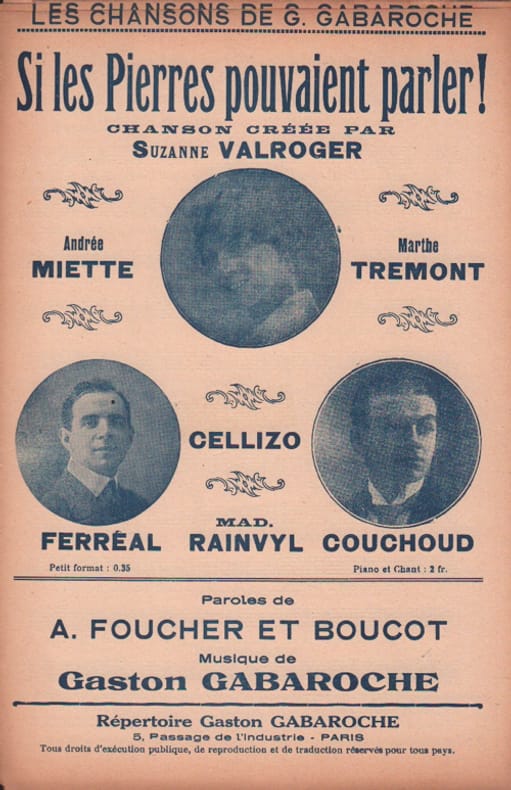 LES CHANSONS DE G. GABAROCHE
Si les Pierres pouvaient parler!
CHANSON CRÉÉE PAR
SUZANNE VALROGER
Andrée
MIETTE
Marthe
TREMONT
CELLIZO
FERRÉAL
MAD.
RAINVYL
COUCHOUD
Petit format : 0.35
Piano et Chant : 2 fr.
Paroles de
A. FOUCHER ET BOUCOT
Musique de
Gaston GABAROCHE
Répertoire Gaston GABAROCHE
5, Passage de l'Industrie - PARIS
Tous droits d'exécution publique, de reproduction et de traduction réservés pour tous pays.